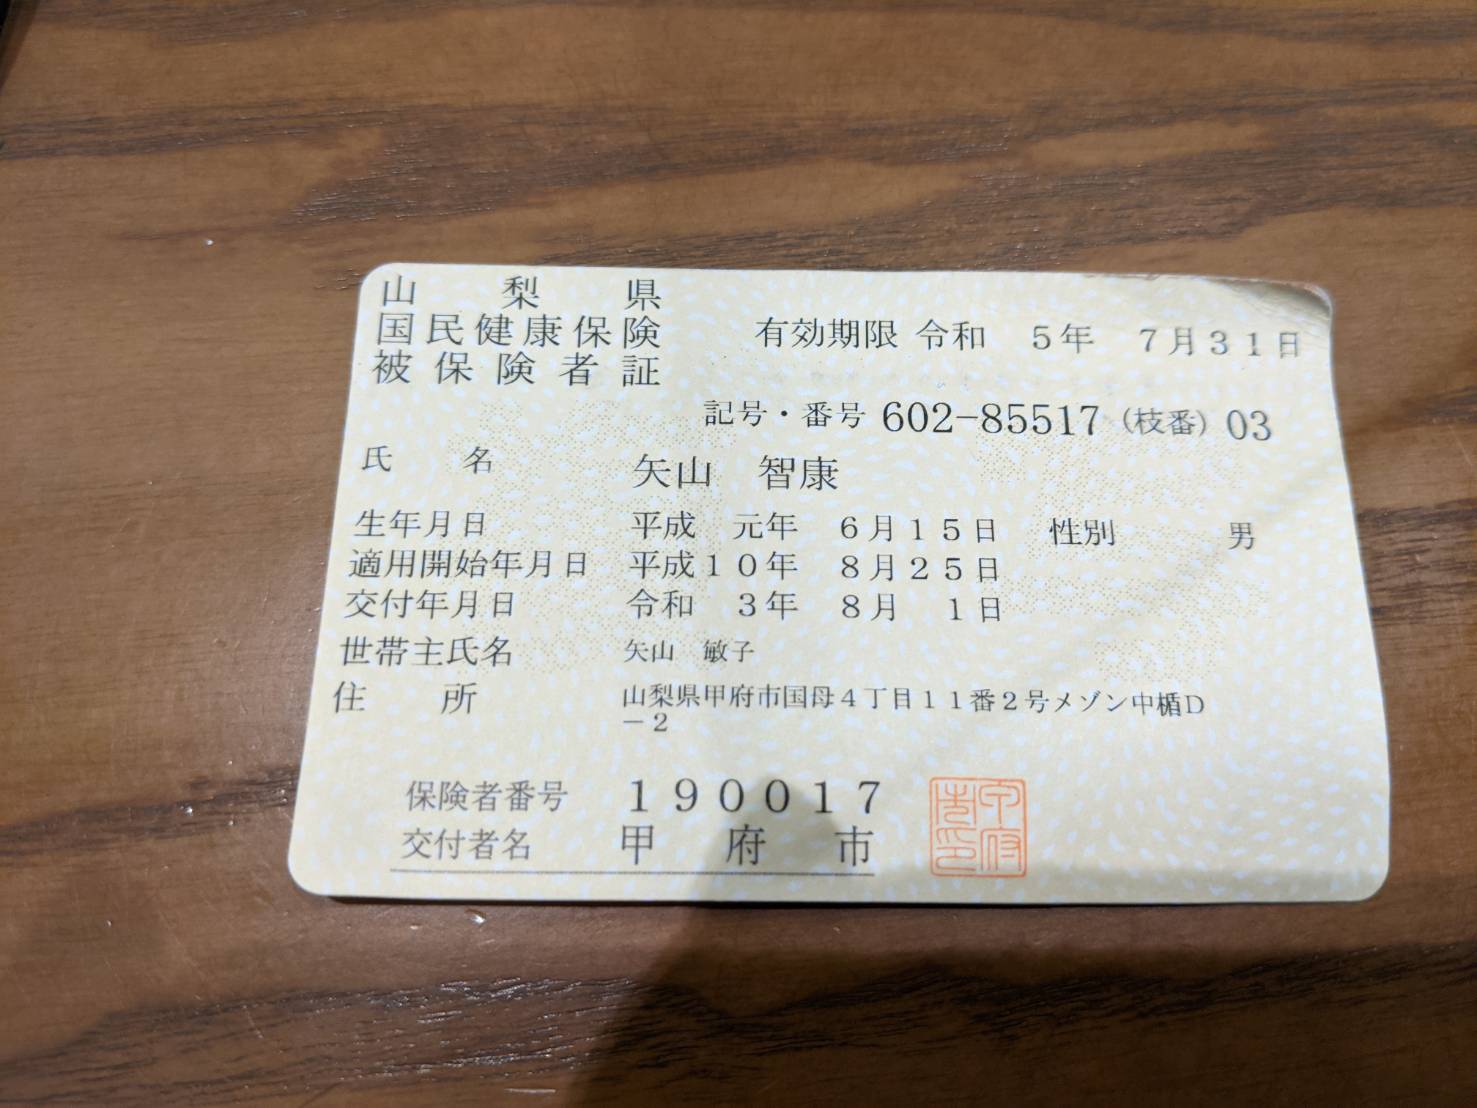 山梨県
国民健康保険
被保険者証
有効期限 令和 5年 7月31日
記号・番号 602-85517 (枝番) 03
氏名 矢山 智康
生年月日 平成 元年 6月15日 性別 男
適用開始年月日 平成10年 8月25日
交付年月日 令和 3年 8月 1日
世帯主氏名 矢山 敏子
住所 山梨県甲府市国母4丁目11番2号メゾン中楯D
-2
保険者番号 190017
交付者名 甲府市